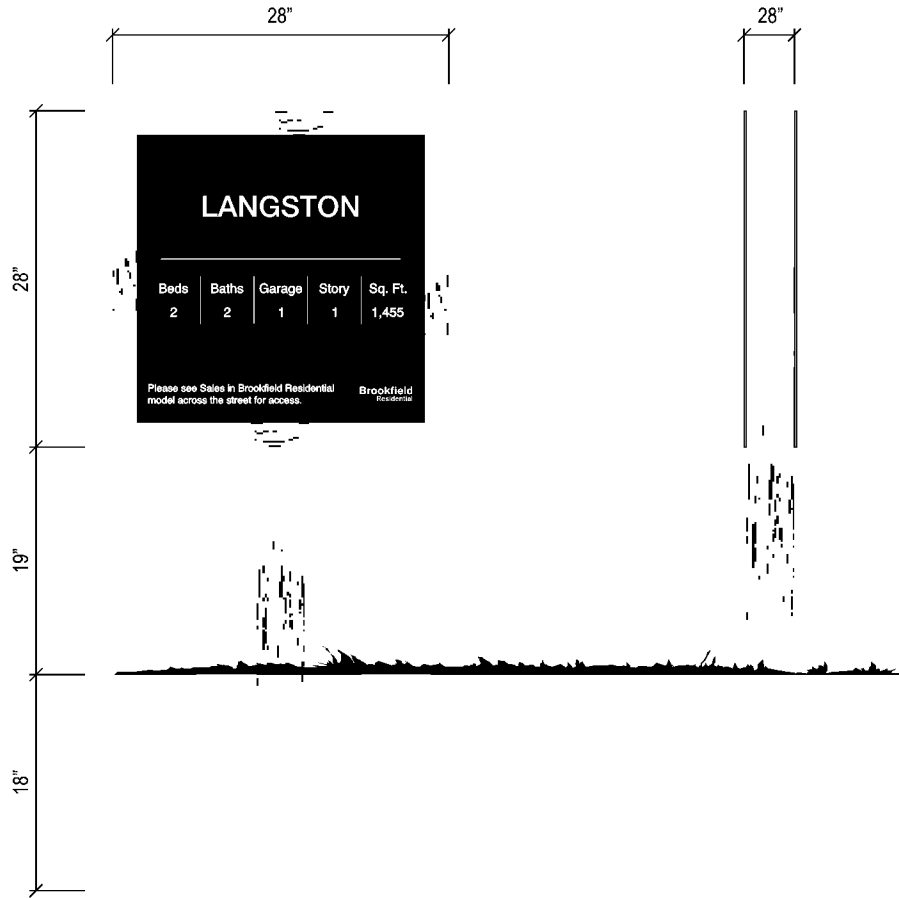 28"
28"
28"
LANGSTON
Beds Baths Garage Story Sq. Ft.
2 2 1 1 1,455
Please see Sales in Brookfield Residential
model across the street for access.
Brookfield
Residential
19"
18"